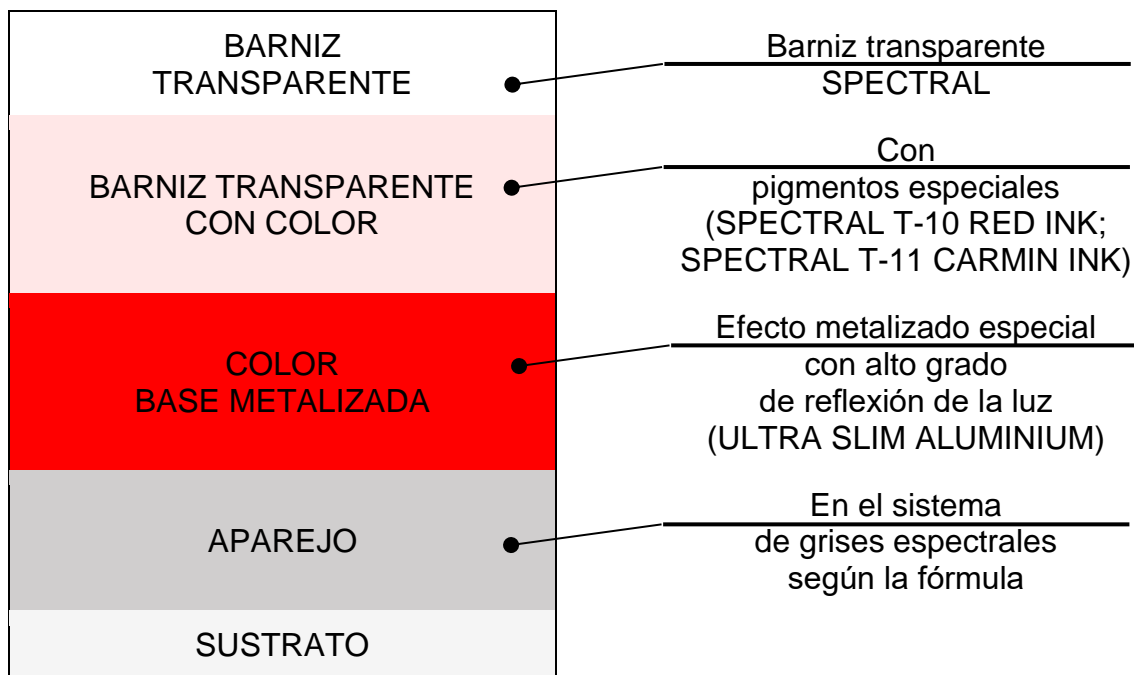 BARNIZ
TRANSPARENTE
Barniz transparente
SPECTRAL
BARNIZ TRANSPARENTE
CON COLOR
Con
pigmentos especiales
(SPECTRAL T-10 RED INK;
SPECTRAL T-11 CARMIN INK)
COLOR
BASE METALIZADA
Efecto metalizado especial
con alto grado
de reflexión de la luz
(ULTRA SLIM ALUMINIUM)
APAREJO
En el sistema
de grises espectrales
según la fórmula
SUSTRATO